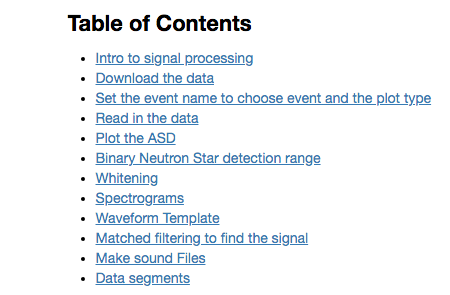 Table of Contents
Intro to signal processing
Download the data
Set the event name to choose event and the plot type
Read in the data
Plot the ASD
Binary Neutron Star detection range
Whitening
Spectrograms
Waveform Template
Matched filtering to find the signal
Make sound Files
Data segments